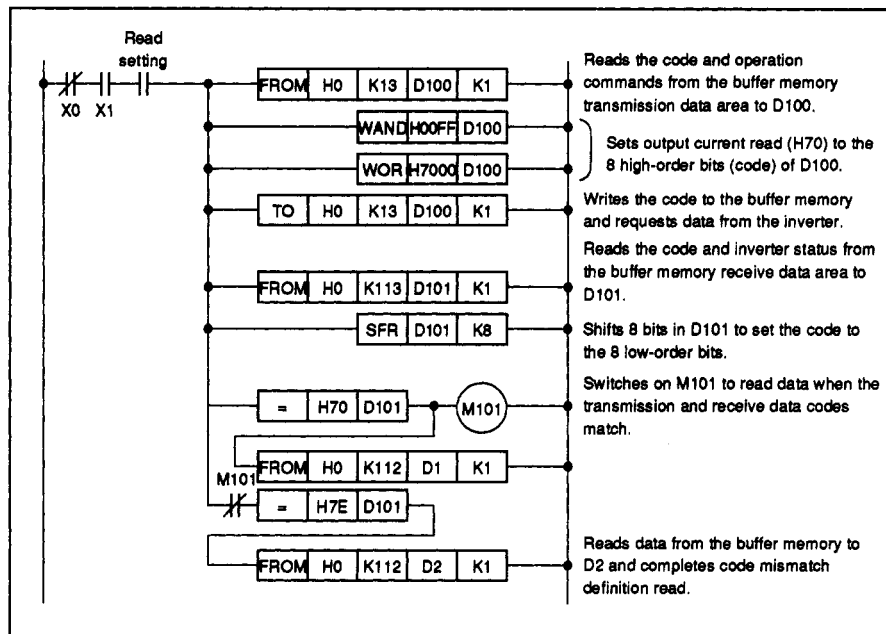 Read
setting
X0 X1
FROM H0 K13 D100 K1
Reads the code and operation
commands from the buffer memory
transmission data area to D100.
WAND H00FF D100
WOR H7000 D100
Sets output current read (H70) to the
8 high-order bits (code) of D100.
TO H0 K13 D100 K1
Writes the code to the buffer memory
and requests data from the inverter.
FROM H0 K113 D101 K1
Reads the code and inverter status from
the buffer memory receive data area to
D101.
SFR D101 K8
Shifts 8 bits in D101 to set the code to
the 8 low-order bits.
= H70 D101 M101
Switches on M101 to read data when the
transmission and receive data codes
match.
FROM H0 K112 D1 K1
M101
= H7E D101
FROM H0 K112 D2 K1
Reads data from the buffer memory to
D2 and completes code mismatch
definition read.